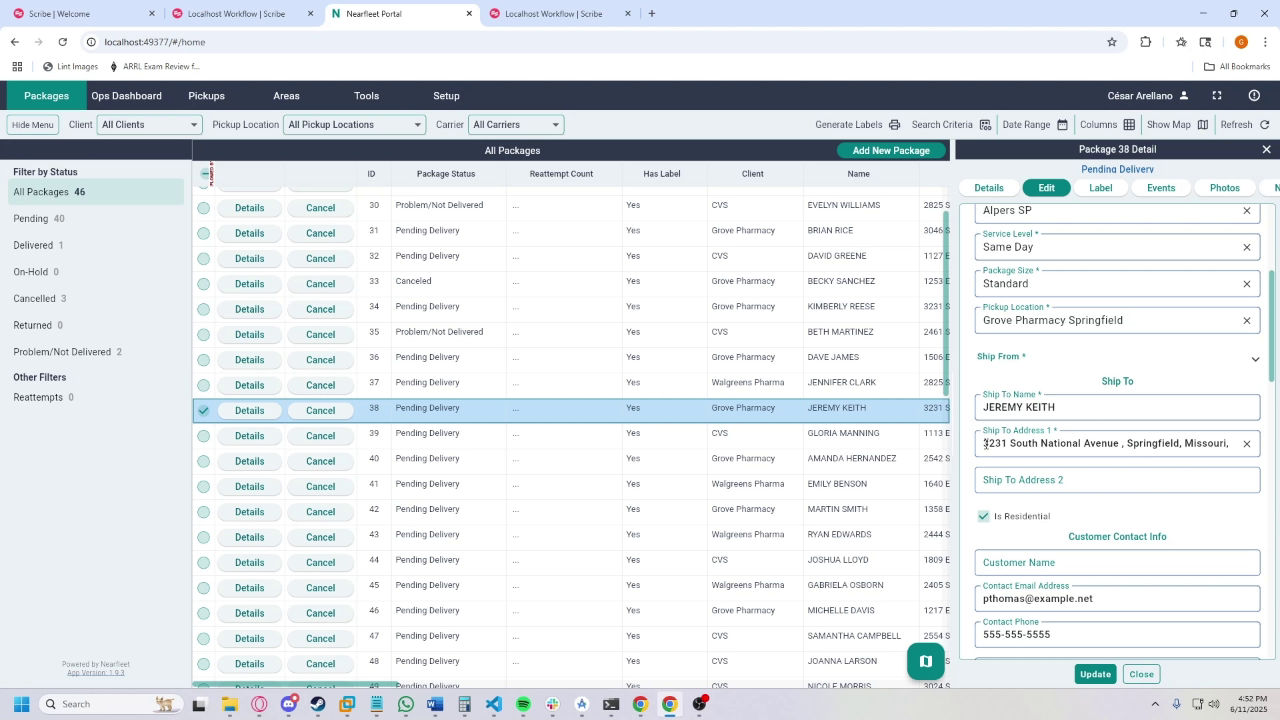 Scribe | Welcome
Localhost Workflow | Scribe
Nearfleet Portal
Localhost Workflow | Scribe
localhost:49377/#/home
Lint Images
ARRL Exam Review f...
All Bookmarks
Packages
Ops Dashboard
Pickups
Areas
Tools
Setup
César Arellano
Hide Menu
Client
All Clients
Pickup Location
All Pickup Locations
Carrier
All Carriers
Generate Labels
Search Criteria
Date Range
Columns
Show Map
Refresh
Filter by Status
All Packages 46
Pending 40
Delivered 1
On-Hold 0
Cancelled 3
Returned 0
Problem/Not Delivered 2
Other Filters
Reattempts 0
Powered by Nearfleet
App Version: 1.9.3
All Packages
Add New Package
ID Package Status Reattempt Count Has Label Client Name
Details Cancel 30 Problem/Not Delivered ... Yes CVS EVELYN WILLIAMS 2825 S
Details Cancel 31 Pending Delivery ... Yes Grove Pharmacy BRIAN RICE 3046
Details Cancel 32 Pending Delivery ... Yes CVS DAVID GREENE 1127 E
Details Cancel 33 Canceled ... Yes Grove Pharmacy BECKY SANCHEZ 1253
Details Cancel 34 Pending Delivery ... Yes Grove Pharmacy KIMBERLY REESE 3231
Details Cancel 35 Problem/Not Delivered ... Yes CVS BETH MARTINEZ 2461
Details Cancel 36 Pending Delivery ... Yes Grove Pharmacy DAVE JAMES 1506
Details Cancel 37 Pending Delivery ... Yes Walgreens Pharma JENNIFER CLARK 2825
Details Cancel 38 Pending Delivery ... Yes Grove Pharmacy JEREMY KEITH 3231 S
Details Cancel 39 Pending Delivery ... Yes CVS GLORIA MANNING 1113 E
Details Cancel 40 Pending Delivery ... Yes Grove Pharmacy AMANDA HERNANDEZ 2542 S
Details Cancel 41 Pending Delivery ... Yes Walgreens Pharma EMILY BENSON 1640 E
Details Cancel 42 Pending Delivery ... Yes Grove Pharmacy MARTIN SMITH 1358 E
Details Cancel 43 Pending Delivery ... Yes Walgreens Pharma RYAN EDWARDS 2444 S
Details Cancel 44 Pending Delivery ... Yes CVS JOSHUA LLOYD 1809 E
Details Cancel 45 Pending Delivery ... Yes Walgreens Pharma GABRIELA OSBORN 2405 S
Details Cancel 46 Pending Delivery ... Yes Grove Pharmacy MICHELLE DAVIS 1217 E
Details Cancel 47 Pending Delivery ... Yes CVS SAMANTHA CAMPBELL 2554 S
Details Cancel 48 Pending Delivery ... Yes CVS JOANNA LARSON
Details 49 Pending Delivery Yes CVS NICOLE MORRIS 3024 S
Package 38 Detail
Pending Delivery
Details
Edit
Label
Events
Photos
N
Alpers SP
Service Level *
Same Day
Package Size *
Standard
Pickup Location *
Grove Pharmacy Springfield
Ship From *
Ship To
Ship To Name *
JEREMY KEITH
Ship To Address 1 *
3231 South National Avenue , Springfield, Missouri,
Ship To Address 2
Is Residential
Customer Contact Info
Customer Name
Contact Email Address
pthomas@example.net
Contact Phone
555-555-5555
Update
Close
Search
4:52 PM
6/11/2025